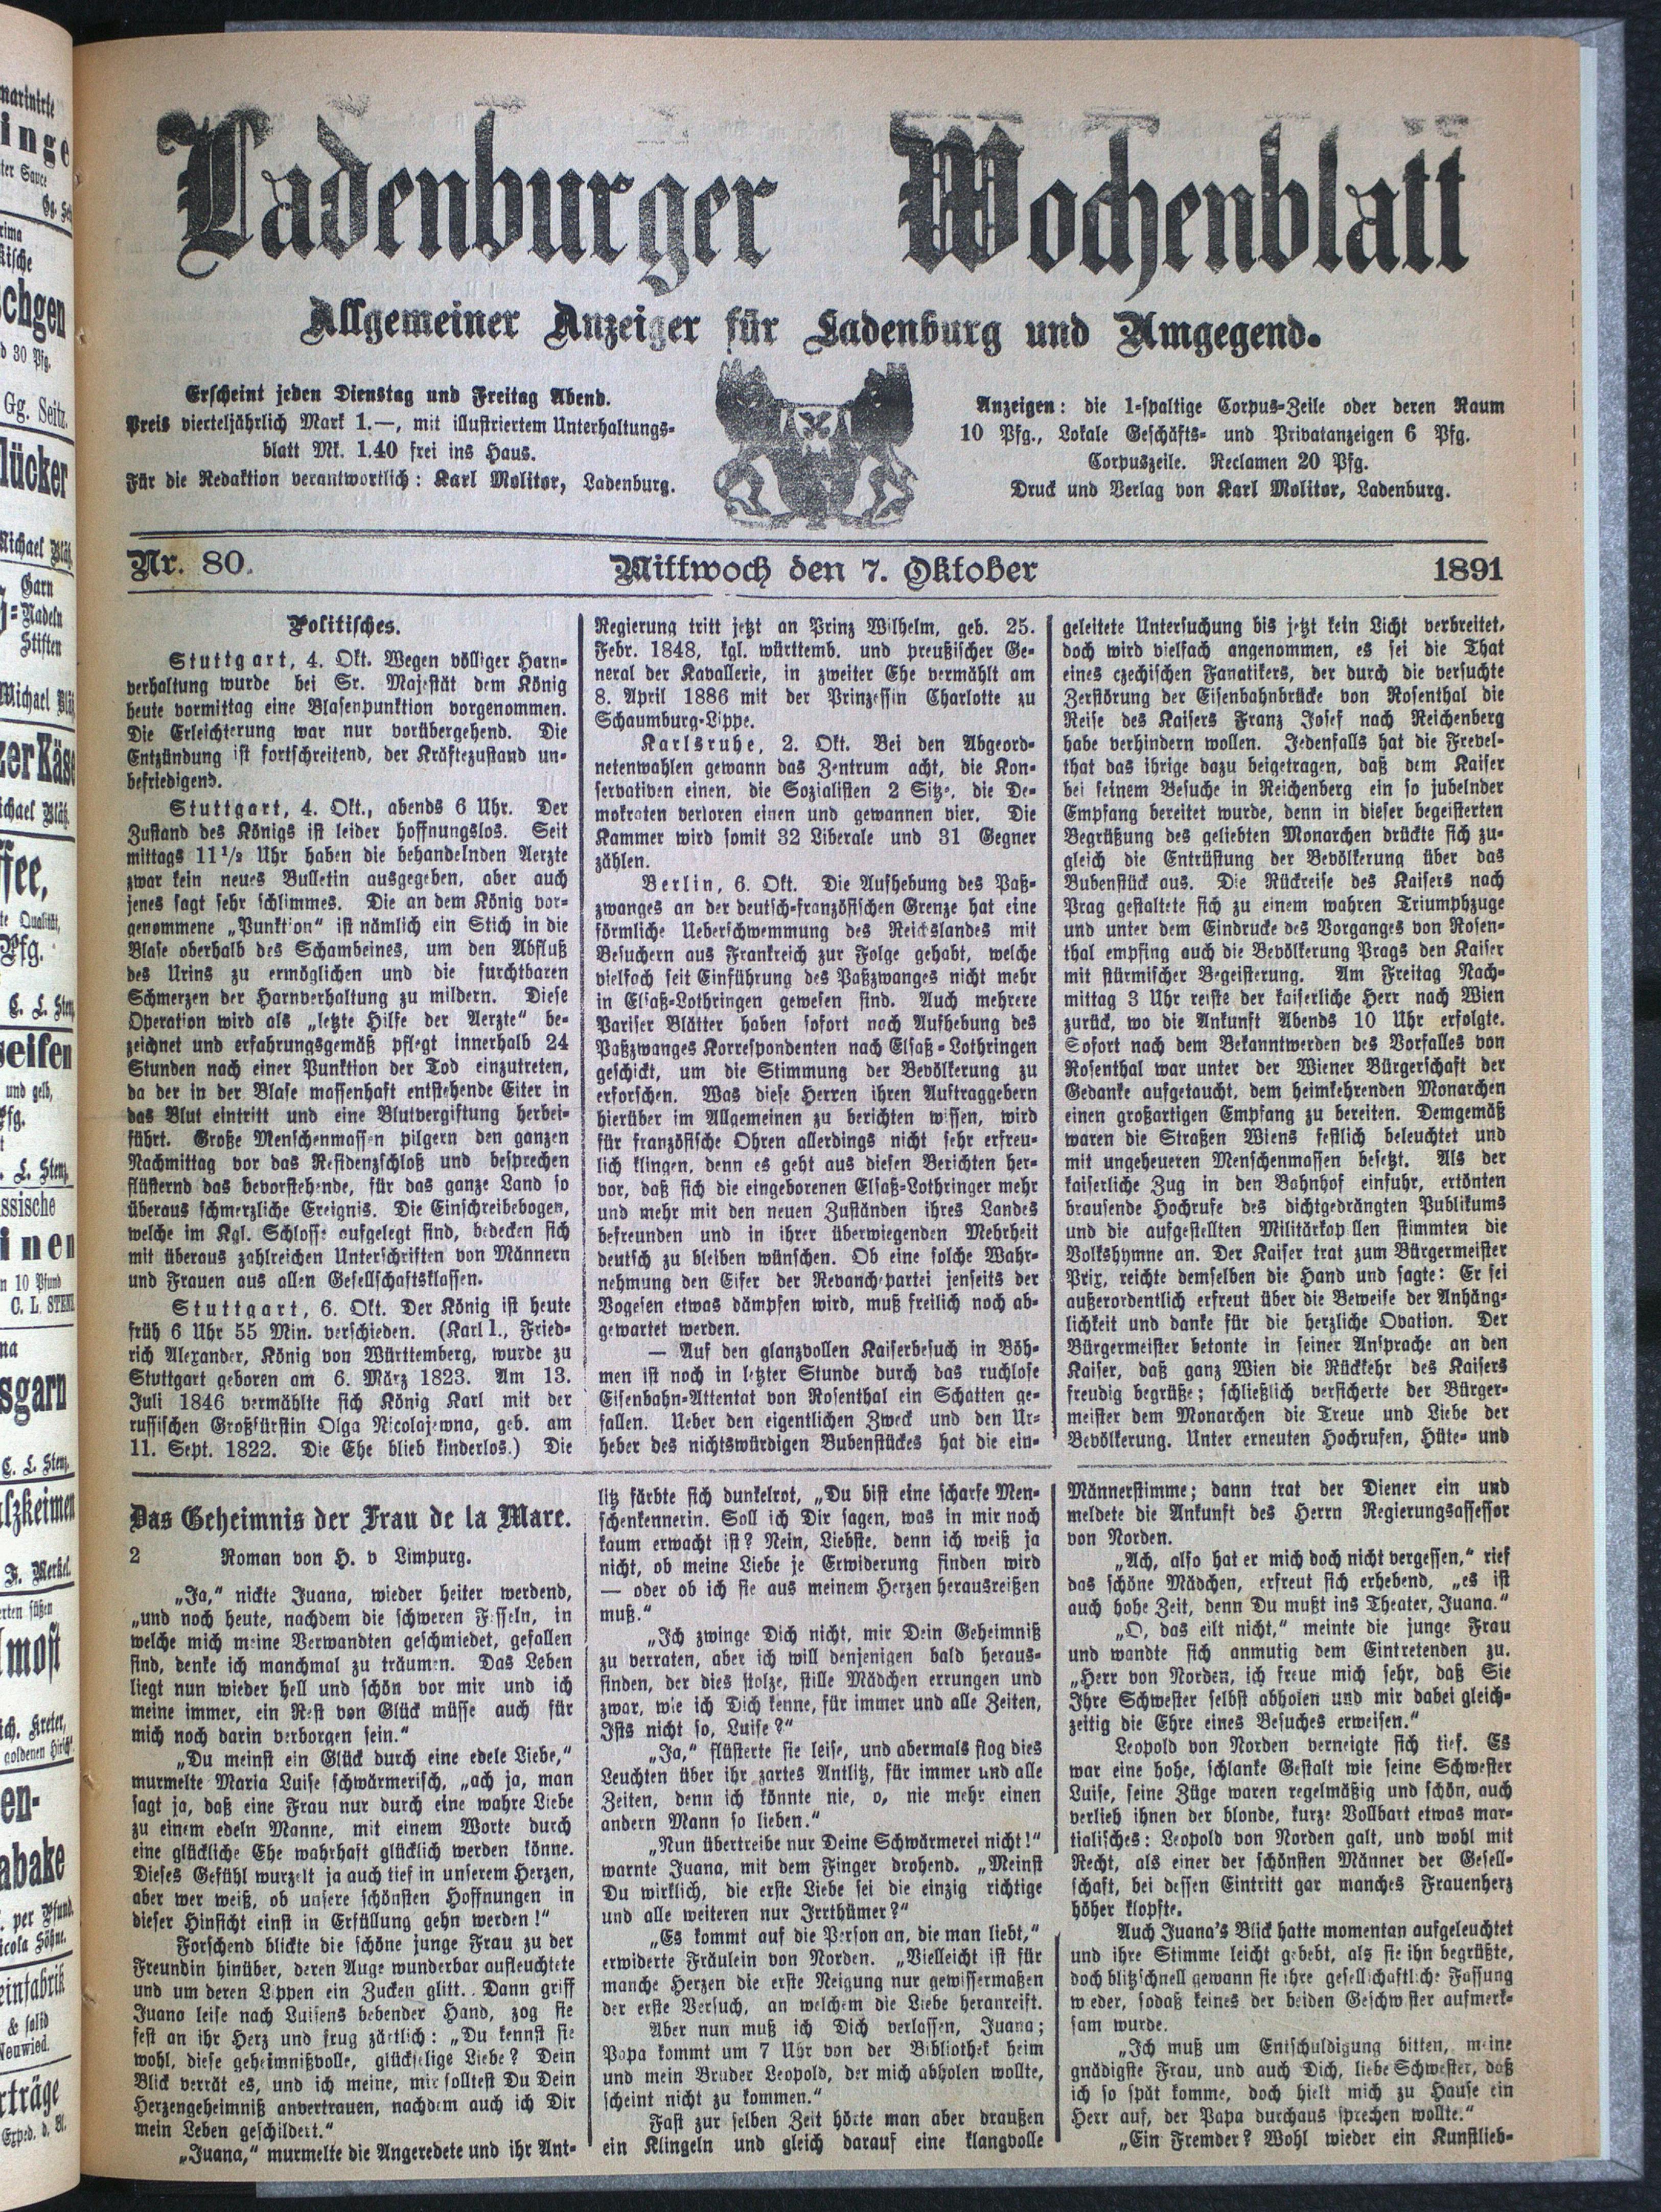 Ladenburger Wochenblatt
Allgemeiner Anzeiger für Ladenburg und Umgegend.
Erscheint jeden Dienstag und Freitag Abend.
Preis vierteljährlich Mark 1.—, mit illustriertem Unterhaltungs-
blatt Mk. 1.40 frei ins Haus.
Für die Redaktion verantwortlich: Karl Molitor, Ladenburg.
Anzeigen: die 1-spaltige Corpus-Zeile oder deren Raum
10 Pfg., Lokale Geschäfts- und Privatanzeigen 6 Pfg.
Corpuszeile. Reclamen 20 Pfg.
Druck und Verlag von Karl Molitor, Ladenburg.
Nr. 80. Mittwoch den 7. Oktober 1891
Politisches.
Stuttgart, 4. Okt. Wegen völliger Harn-
verhaltung wurde bei Sr. Majestät dem König
heute vormittag eine Blasenpunktion vorgenommen.
Die Erleichterung war nur vorübergehend. Die
Entzündung ist fortschreitend, der Kräftezustand un-
befriedigend.
Stuttgart, 4. Okt., abends 6 Uhr. Der
Zustand des Königs ist leider hoffnungslos. Seit
mittags 11½ Uhr haben die behandelnden Aerzte
zwar kein neues Bulletin ausgegeben, aber auch
jenes sagt sehr schlimmes. Die an dem König vor-
genommene „Punktion“ ist nämlich ein Stich in die
Blase oberhalb des Schambeines, um den Abfluß
des Urins zu ermöglichen und die furchtbaren
Schmerzen der Harnverhaltung zu mildern. Diese
Operation wird als „letzte Hilfe der Aerzte“ be-
zeichnet und erfahrungsgemäß pflegt innerhalb 24
Stunden nach einer Punktion der Tod einzutreten,
da der in der Blase massenhaft entstehende Eiter in
das Blut eintritt und eine Blutvergiftung herbei-
führt. Große Menschenmassen pilgern den ganzen
Nachmittag vor das Residenzschloß und besprechen
flüsternd das bevorstehende, für das ganze Land so
überaus schmerzliche Ereignis. Die Einschreibebogen,
welche im Kgl. Schlosse aufgelegt sind, bedecken sich
mit überaus zahlreichen Unterschriften von Männern
und Frauen aus allen Gesellschaftsklassen.
Stuttgart, 6. Okt. Der König ist heute
früh 6 Uhr 55 Min. verschieden. (Karl I., Fried-
rich Alexander, König von Württemberg, wurde zu
Stuttgart geboren am 6. März 1823. Am 13.
Juli 1846 vermählte sich König Karl mit der
russischen Großfürstin Olga Nicolajewna, geb. am
11. Sept. 1822. Die Ehe blieb kinderlos.) Die
Regierung tritt jetzt an Prinz Wilhelm, geb. 25.
Febr. 1848, kgl. württemb. und preußischer Ge-
neral der Kavallerie, in zweiter Ehe vermählt am
8. April 1886 mit der Prinzessin Charlotte zu
Schaumburg-Lippe.
Karlsruhe, 2. Okt. Bei den Abgeord-
netenwahlen gewann das Zentrum acht, die Kon-
servativen einen, die Sozialisten 2 Sitze, die De-
mokraten verloren einen und gewannen vier. Die
Kammer wird somit 32 Liberale und 31 Gegner
zählen.
Berlin, 6. Okt. Die Aufhebung des Paß-
zwanges an der deutsch-französischen Grenze hat eine
förmliche Ueberschwemmung des Reichslandes mit
Besuchern aus Frankreich zur Folge gehabt, welche
vielfach seit Einführung des Paßzwanges nicht mehr
in Elsaß-Lothringen gewesen sind. Auch mehrere
Pariser Blätter haben sofort nach Aufhebung des
Paßzwanges Korrespondenten nach Elsaß-Lothringen
geschickt, um die Stimmung der Bevölkerung zu
erforschen. Was diese Herren ihren Auftraggebern
hierüber im Allgemeinen zu berichten wissen, wird
für französische Ohren allerdings nicht sehr erfreu-
lich klingen, denn es geht aus diesen Berichten her-
vor, daß sich die eingeborenen Elsaß-Lothringer mehr
und mehr mit den neuen Zuständen ihres Landes
befreunden und in ihrer überwiegenden Mehrheit
deutsch zu bleiben wünschen. Ob eine solche Wahr-
nehmung den Eifer der Revanchepartei jenseits der
Vogesen etwas dämpfen wird, muß freilich noch ab-
gewartet werden.
— Auf den glanzvollen Kaiserbesuch in Böh-
men ist noch in letzter Stunde durch das ruchlose
Eisenbahn-Attentat von Rosenthal ein Schatten ge-
fallen. Ueber den eigentlichen Zweck und den Ur-
heber des nichtswürdigen Bubenstückes hat die ein-
geleitete Untersuchung bis jetzt kein Licht verbreitet,
doch wird vielfach angenommen, es sei die That
eines czechischen Fanatikers, der durch die versuchte
Zerstörung der Eisenbahnbrücke von Rosenthal die
Reise des Kaisers Franz Josef nach Reichenberg
habe verhindern wollen. Jedenfalls hat die Frevel-
that das ihrige dazu beigetragen, daß dem Kaiser
bei seinem Besuche in Reichenberg ein so jubelnder
Empfang bereitet wurde, denn in dieser begeisterten
Begrüßung des geliebten Monarchen drückte sich zu-
gleich die Entrüstung der Bevölkerung über das
Bubenstück aus. Die Rückreise des Kaisers nach
Prag gestaltete sich zu einem wahren Triumphzuge
und unter dem Eindrucke des Vorganges von Rosen-
thal empfing auch die Bevölkerung Prags den Kaiser
mit stürmischer Begeisterung. Am Freitag Nach-
mittag 3 Uhr reiste der kaiserliche Herr nach Wien
zurück, wo die Ankunft Abends 10 Uhr erfolgte.
Sofort nach dem Bekanntwerden des Vorfalles von
Rosenthal war unter der Wiener Bürgerschaft der
Gedanke aufgetaucht, dem heimkehrenden Monarchen
einen großartigen Empfang zu bereiten. Demgemäß
waren die Straßen Wiens festlich beleuchtet und
mit ungeheueren Menschenmassen besetzt. Als der
kaiserliche Zug in den Bahnhof einfuhr, ertönten
brausende Hochrufe des dichtgedrängten Publikums
und die aufgestellten Militärkapellen stimmten die
Volkshymne an. Der Kaiser trat zum Bürgermeister
Prix, reichte demselben die Hand und sagte: Er sei
außerordentlich erfreut über die Beweise der Anhäng-
lichkeit und danke für die herzliche Ovation. Der
Bürgermeister betonte in seiner Ansprache an den
Kaiser, daß ganz Wien die Rückkehr des Kaisers
freudig begrüße; schließlich versicherte der Bürger-
meister dem Monarchen die Treue und Liebe der
Bevölkerung. Unter erneuten Hochrufen, Hüte- und
Das Geheimnis der Frau de la Mare.
2 Roman von H. v Limpurg.
„Ja,“ nickte Juana, wieder heiter werdend,
„und noch heute, nachdem die schweren Fesseln, in
welche mich meine Verwandten geschmiedet, gefallen
sind, denke ich manchmal zu träumen. Das Leben
liegt nun wieder hell und schön vor mir und ich
meine immer, ein Rest von Glück müsse auch für
mich noch darin verborgen sein.“
„Du meinst ein Glück durch eine edele Liebe,“
murmelte Maria Luise schwärmerisch, „ach ja, man
sagt ja, daß eine Frau nur durch eine wahre Liebe
zu einem edeln Manne, mit einem Worte durch
eine glückliche Ehe wahrhaft glücklich werden könne.
Dieses Gefühl wurzelt ja auch tief in unserem Herzen,
aber wer weiß, ob unsere schönsten Hoffnungen in
dieser Hinsicht einst in Erfüllung gehn werden!“
Forschend blickte die schöne junge Frau zu der
Freundin hinüber, deren Auge wunderbar aufleuchtete
und um deren Lippen ein Zucken glitt. Dann griff
Juana leise nach Luisens bebender Hand, zog sie
fest an ihr Herz und frug zärtlich: „Du kennst sie
wohl, diese geheimnißvolle, glückselige Liebe? Dein
Blick verrät es, und ich meine, mir solltest Du Dein
Herzengeheimniß anvertrauen, nachdem auch ich Dir
mein Leben geschildert.“
„Juana,“ murmelte die Angeredete und ihr Ant-
litz färbte sich dunkelrot, „Du bist eine scharfe Men-
schenkennerin. Soll ich Dir sagen, was in mir noch
kaum erwacht ist? Nein, Liebste, denn ich weiß ja
nicht, ob meine Liebe je Erwiderung finden wird
— oder ob ich sie aus meinem Herzen herausreißen
muß.“
„Ich zwinge Dich nicht, mir Dein Geheimniß
zu verraten, aber ich will denjenigen bald heraus-
finden, der dies stolze, stille Mädchen errungen und
zwar, wie ich Dich kenne, für immer und alle Zeiten,
Ists nicht so, Luise?“
„Ja,“ flüsterte sie leise, und abermals flog dies
Leuchten über ihr zartes Antlitz, für immer und alle
Zeiten, denn ich könnte nie, o, nie mehr einen
andern Mann so lieben.“
„Nun übertreibe nur Deine Schwärmerei nicht!“
warnte Juana, mit dem Finger drohend. „Meinst
Du wirklich, die erste Liebe sei die einzig richtige
und alle weiteren nur Irrthümer?“
„Es kommt auf die Person an, die man liebt,“
erwiderte Fräulein von Norden. „Vielleicht ist für
manche Herzen die erste Neigung nur gewissermaßen
der erste Versuch, an welchem die Liebe heranreift.
Aber nun muß ich Dich verlassen, Juana;
Papa kommt um 7 Uhr von der Bibliothek heim
und mein Bruder Leopold, der mich abholen wollte,
scheint nicht zu kommen.“
Fast zur selben Zeit hörte man aber draußen
ein Klingeln und gleich darauf eine klangvolle
Männerstimme; dann trat der Diener ein und
meldete die Ankunft des Herrn Regierungsassessor
von Norden.
„Ach, also hat er mich doch nicht vergessen,“ rief
das schöne Mädchen, erfreut sich erhebend, „es ist
auch hohe Zeit, denn Du mußt ins Theater, Juana.“
„O, das eilt nicht,“ meinte die junge Frau
und wandte sich anmutig dem Eintretenden zu.
„Herr von Norden, ich freue mich sehr, daß Sie
Ihre Schwester selbst abholen und mir dabei gleich-
zeitig die Ehre eines Besuches erweisen.“
Leopold von Norden verneigte sich tief. Es
war eine hohe, schlanke Gestalt wie seine Schwester
Luise, seine Züge waren regelmäßig und schön, auch
verlieh ihnen der blonde, kurze Vollbart etwas mar-
tialisches: Leopold von Norden galt, und wohl mit
Recht, als einer der schönsten Männer der Gesell-
schaft, bei dessen Eintritt gar manches Frauenherz
höher klopfte.
Auch Juana's Blick hatte momentan aufgeleuchtet
und ihre Stimme leicht gebebt, als sie ihn begrüßte,
doch blitzschnell gewann sie ihre gesellschaftliche Fassung
wieder, sodaß keines der beiden Geschwister aufmerk-
sam wurde.
„Ich muß um Entschuldigung bitten, meine
gnädigste Frau, und auch Dich, liebe Schwester, daß
ich so spät komme, doch hielt mich zu Hause ein
Herr auf, der Papa durchaus sprechen wollte.“
„Ein Fremder? Wohl wieder ein Kunstlieb-